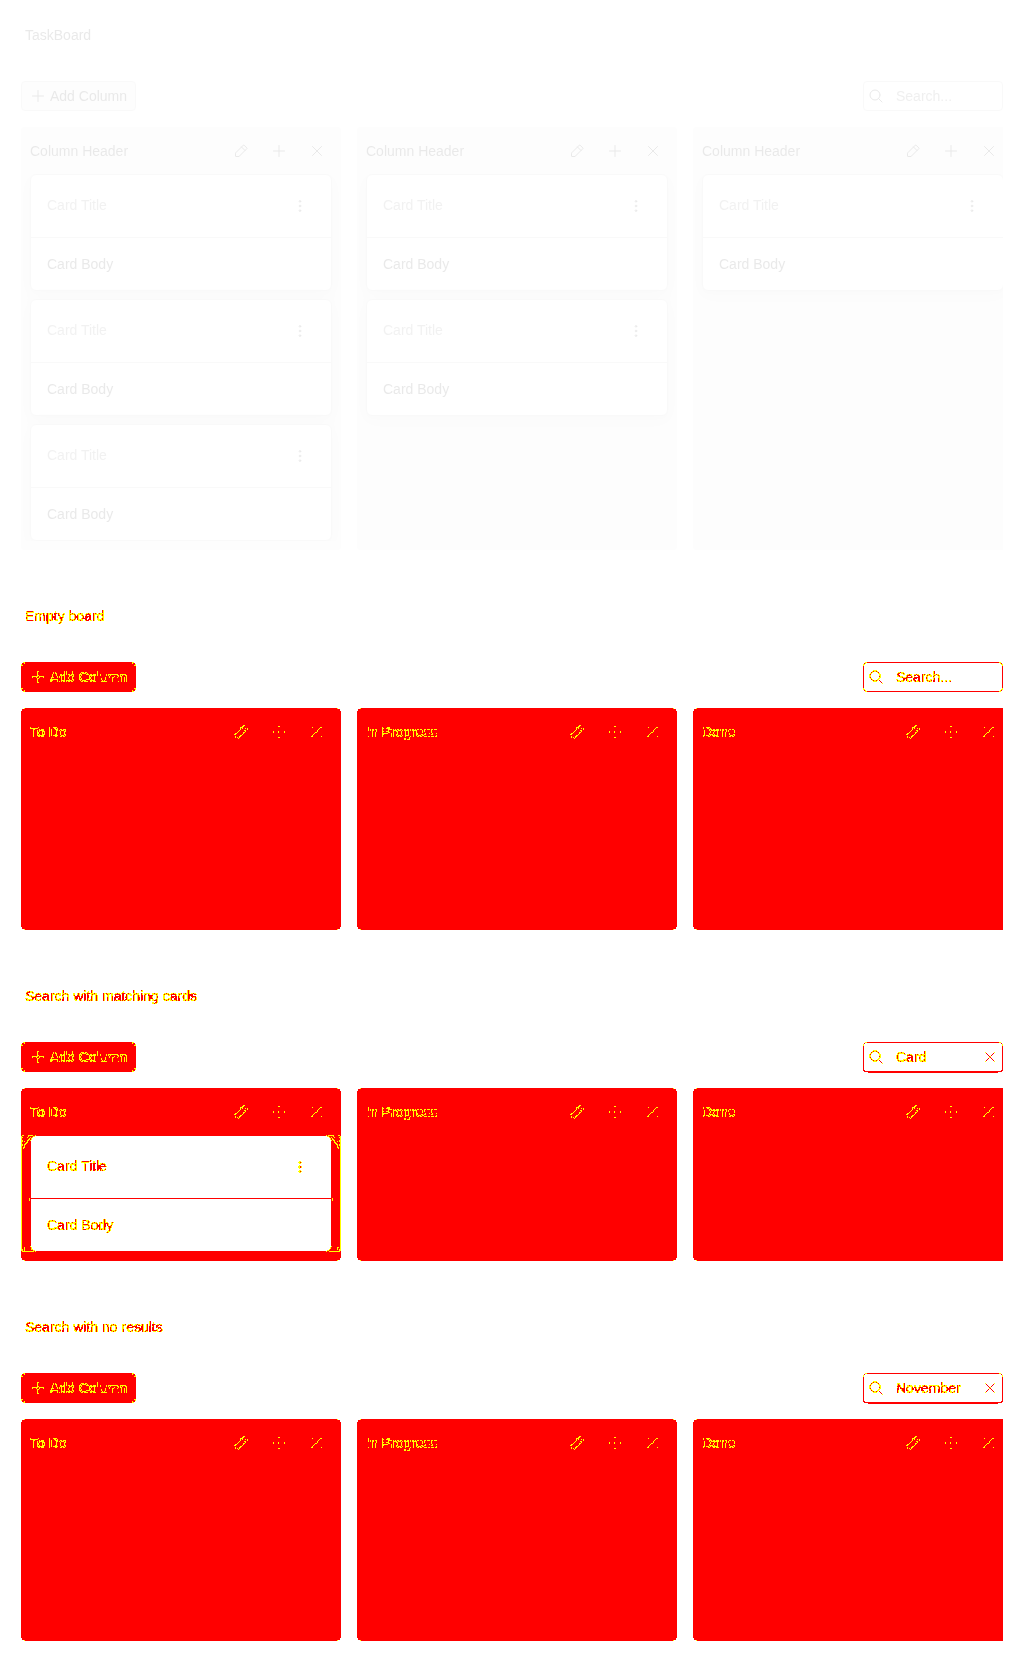 TaskBoard
Add Column
Search...
Column Header
Column Header
Column Header
Card Title
Card Title
Card Title
Card Body
Card Body
Card Body
Card Title
Card Title
Card Body
Card Body
Card Title
Card Body
Empty board
Add Column
Search...
To Do
In Progress
Done
Search with matching cards
Add Column
Card
To Do
In Progress
Done
Card Title
Card Body
Search with no results
Add Column
November
To Do
In Progress
Done